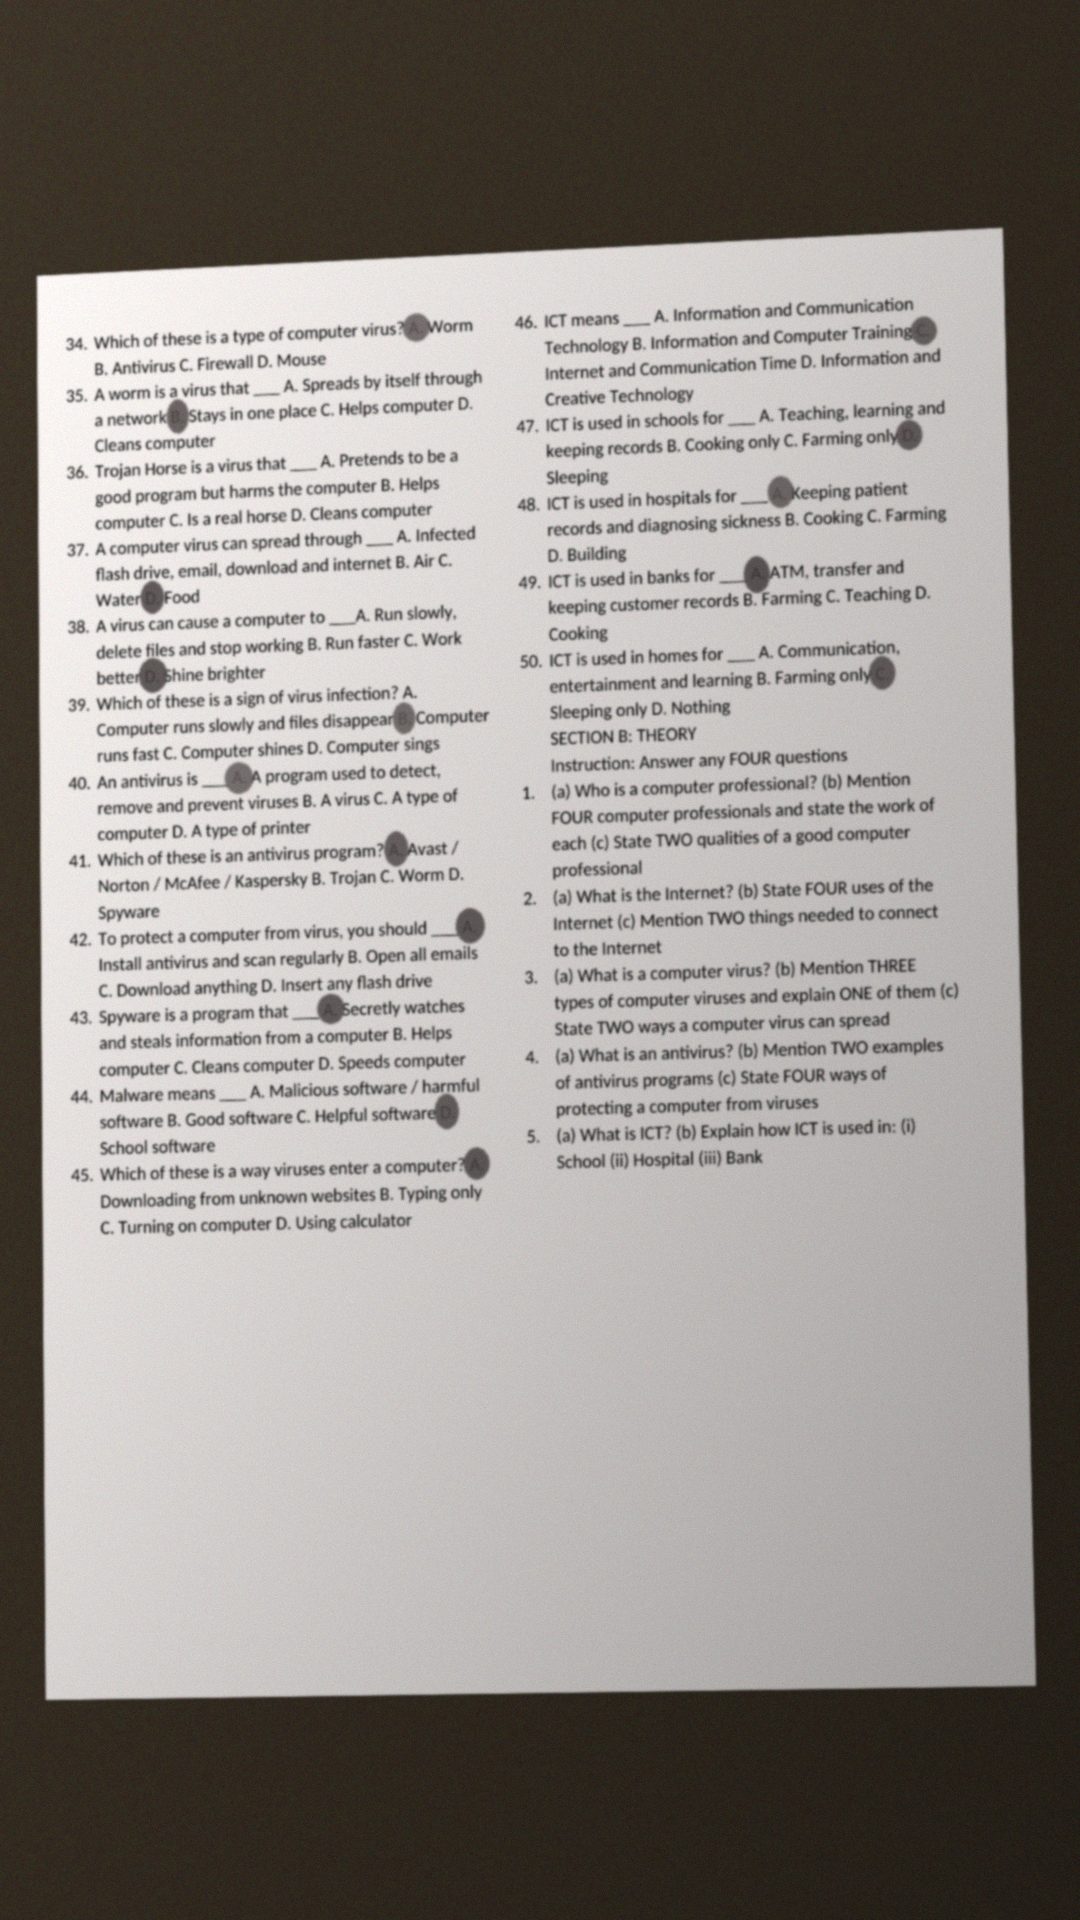 34. Which of these is a type of computer virus? A. Worm
B. Antivirus C. Firewall D. Mouse
35. A worm is a virus that ___ A. Spreads by itself through
a network B. Stays in one place C. Helps computer D.
Cleans computer
36. Trojan Horse is a virus that ___ A. Pretends to be a
good program but harms the computer B. Helps
computer C. Is a real horse D. Cleans computer
37. A computer virus can spread through ___ A. Infected
flash drive, email, download and internet B. Air C.
Water D. Food
38. A virus can cause a computer to ___A. Run slowly,
delete files and stop working B. Run faster C. Work
better D. Shine brighter
39. Which of these is a sign of virus infection? A.
Computer runs slowly and files disappear B. Computer
runs fast C. Computer shines D. Computer sings
40. An antivirus is ___ A. A program used to detect,
remove and prevent viruses B. A virus C. A type of
computer D. A type of printer
41. Which of these is an antivirus program? A. Avast /
Norton / McAfee / Kaspersky B. Trojan C. Worm D.
Spyware
42. To protect a computer from virus, you should ___ A.
Install antivirus and scan regularly B. Open all emails
C. Download anything D. Insert any flash drive
43. Spyware is a program that ___ A. Secretly watches
and steals information from a computer B. Helps
computer C. Cleans computer D. Speeds computer
44. Malware means ___ A. Malicious software / harmful
software B. Good software C. Helpful software D.
School software
45. Which of these is a way viruses enter a computer? A.
Downloading from unknown websites B. Typing only
C. Turning on computer D. Using calculator
46. ICT means ___ A. Information and Communication
Technology B. Information and Computer Training C.
Internet and Communication Time D. Information and
Creative Technology
47. ICT is used in schools for ___ A. Teaching, learning and
keeping records B. Cooking only C. Farming only D.
Sleeping
48. ICT is used in hospitals for ___ A. Keeping patient
records and diagnosing sickness B. Cooking C. Farming
D. Building
49. ICT is used in banks for ___ A. ATM, transfer and
keeping customer records B. Farming C. Teaching D.
Cooking
50. ICT is used in homes for ___ A. Communication,
entertainment and learning B. Farming only C.
Sleeping only D. Nothing
SECTION B: THEORY
Instruction: Answer any FOUR questions
1. (a) Who is a computer professional? (b) Mention
FOUR computer professionals and state the work of
each (c) State TWO qualities of a good computer
professional
2. (a) What is the Internet? (b) State FOUR uses of the
Internet (c) Mention TWO things needed to connect
to the Internet
3. (a) What is a computer virus? (b) Mention THREE
types of computer viruses and explain ONE of them (c)
State TWO ways a computer virus can spread
4. (a) What is an antivirus? (b) Mention TWO examples
of antivirus programs (c) State FOUR ways of
protecting a computer from viruses
5. (a) What is ICT? (b) Explain how ICT is used in: (i)
School (ii) Hospital (iii) Bank